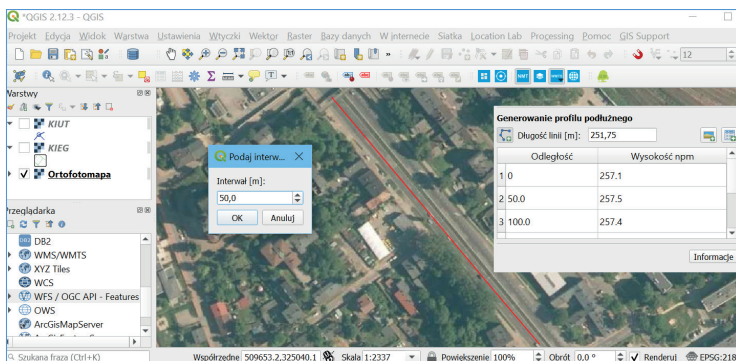 *QGIS 2.12.3 - QGIS
Projekt Edycja Widok Warstwa Ustawienia Wtyczki Wektor Raster Bazy danych W internecie Siatka Location Lab Processing Pomoc GIS Support
12
Warstwy
KIUT
KIEG
Ortofotomapa
Przeglądarka
DB2
WMS/WMTS
XYZ Tiles
WCS
WFS / OGC API - Features
OWS
ArcGisMapServer
Podaj interw...
Interwał [m]:
50,0
OK Anuluj
Generowanie profilu podłużnego
Długość linii [m]: 251,75
Odległość Wysokość npm
1 0 257.1
2 50.0 257.5
3 100.0 257.4
Informacje
Szukana fraza (Ctrl+K) Współrzędne 509653.2,325040.1 Skala 1:2337 Powiększenie 100% Obrót 0,0 ° Renderuj EPSG:218